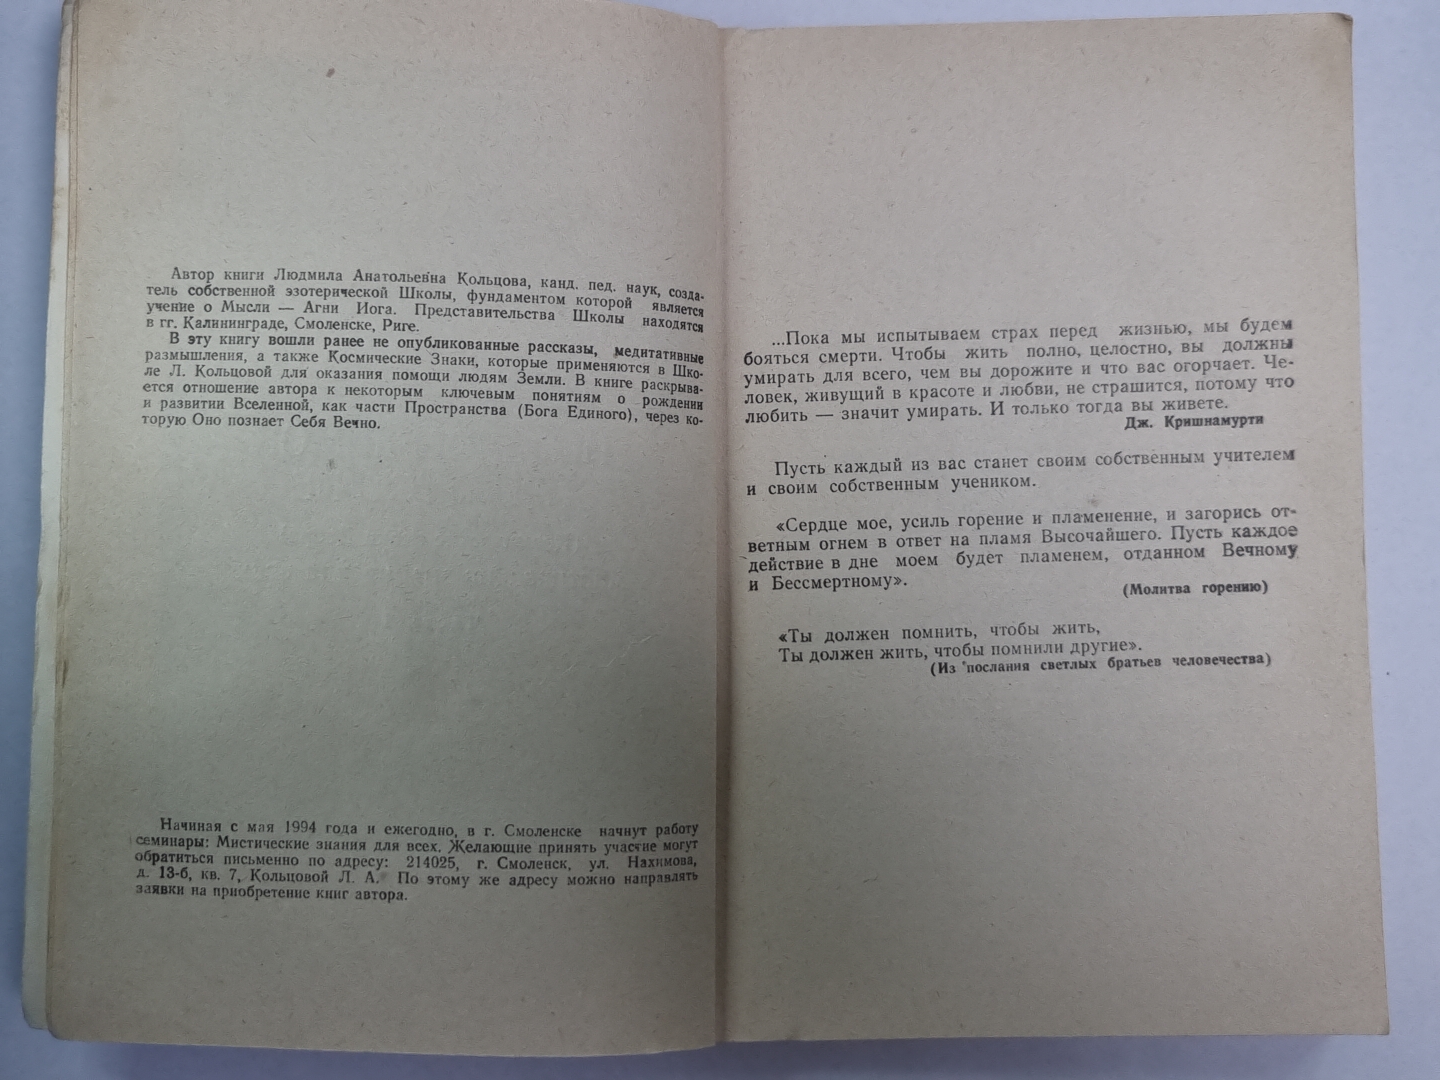 Автор книги Людмила Анатольевна Кольцова, канд. пед. наук, созда-
тель собственной эзотерической Школы, фундаментом которой является
учение о Мысли — Агни Йога. Представительства Школы находятся
в гг. Калининграде, Смоленске, Риге.
В эту книгу вошли ранее не опубликованные рассказы, медитативные
размышления, а также Космические Знаки, которые применяются в Шко-
ле Л. Кольцовой для оказания помощи людям Земли. В книге раскрыва-
ется отношение автора к некоторым ключевым понятиям о рождении
и развитии Вселенной, как части Пространства (Бога Единого), через ко-
торую Оно познает Себя Вечно.
Начиная с мая 1994 года и ежегодно, в г. Смоленске начнут работу
семинары: Мистические знания для всех. Желающие принять участие могут
обратиться письменно по адресу: 214025, г. Смоленск, ул. Нахимова,
д. 13-б, кв. 7, Кольцовой Л. А. По этому же адресу можно направлять
заявки на приобретение книг автора.
...Пока мы испытываем страх перед жизнью, мы будем
бояться смерти. Чтобы жить полно, целостно, вы должны
умирать для всего, чем вы дорожите и что вас огорчает. Че-
ловек, живущий в красоте и любви, не страшится, потому что
любить — значит умирать. И только тогда вы живете.
Дж. Кришнамурти
Пусть каждый из вас станет своим собственным учителем
и своим собственным учеником.
«Сердце мое, усиль горение и пламенение, и загорись от-
ветным огнем в ответ на пламя Высочайшего. Пусть каждое
действие в дне моем будет пламенем, отданном Вечному
и Бессмертному».
(Молитва горению)
«Ты должен помнить, чтобы жить,
Ты должен жить, чтобы помнили другие».
(Из послания светлых братьев человечества)